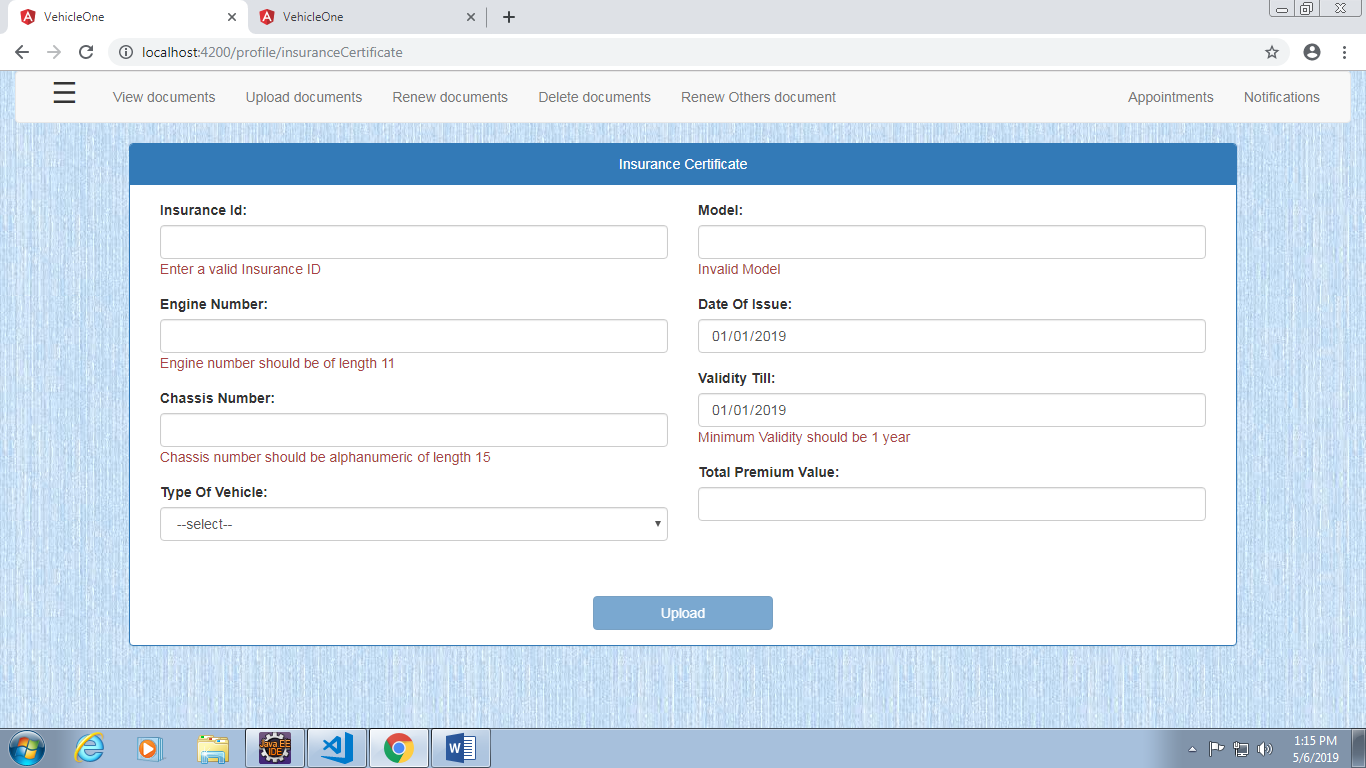 VehicleOne
VehicleOne
localhost:4200/profile/insuranceCertificate
View documents Upload documents Renew documents Delete documents Renew Others document Appointments Notifications
Insurance Certificate
Insurance Id:
Enter a valid Insurance ID
Engine Number:
Engine number should be of length 11
Chassis Number:
Chassis number should be alphanumeric of length 15
Type Of Vehicle:
--select--
Model:
Invalid Model
Date Of Issue:
01/01/2019
Validity Till:
01/01/2019
Minimum Validity should be 1 year
Total Premium Value:
Upload
Java EE
IDE
1:15 PM
5/6/2019